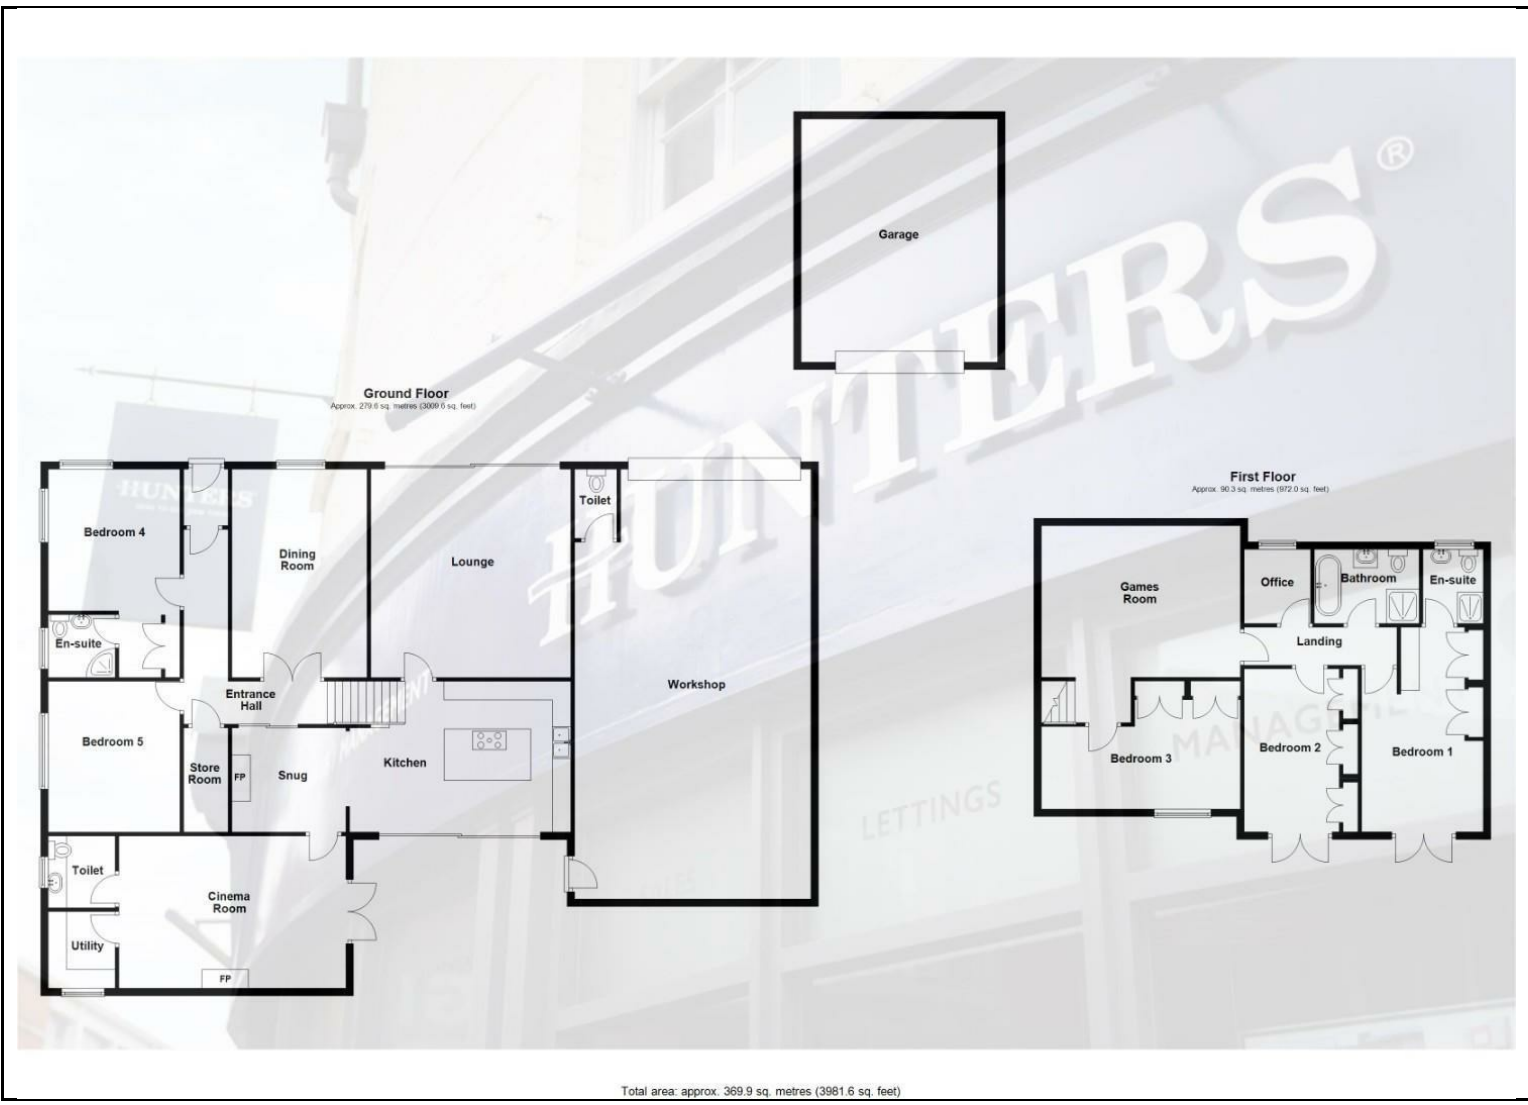 HUNTERS®
MANAGEMENT
LETTINGS
HUNTERS
Garage
Ground Floor
Approx. 279.6 sq. metres (3009.6 sq. feet)
Bedroom 4
Dining
Room
Lounge
Toilet
En-suite
Entrance
Hall
Workshop
Bedroom 5
Store
Room
FP
Snug
Kitchen
Toilet
Cinema
Room
Utility
FP
First Floor
Approx. 90.3 sq. metres (972.0 sq. feet)
Games
Room
Office
Bathroom
En-suite
Landing
Bedroom 3
Bedroom 2
Bedroom 1
Total area: approx. 369.9 sq. metres (3981.6 sq. feet)